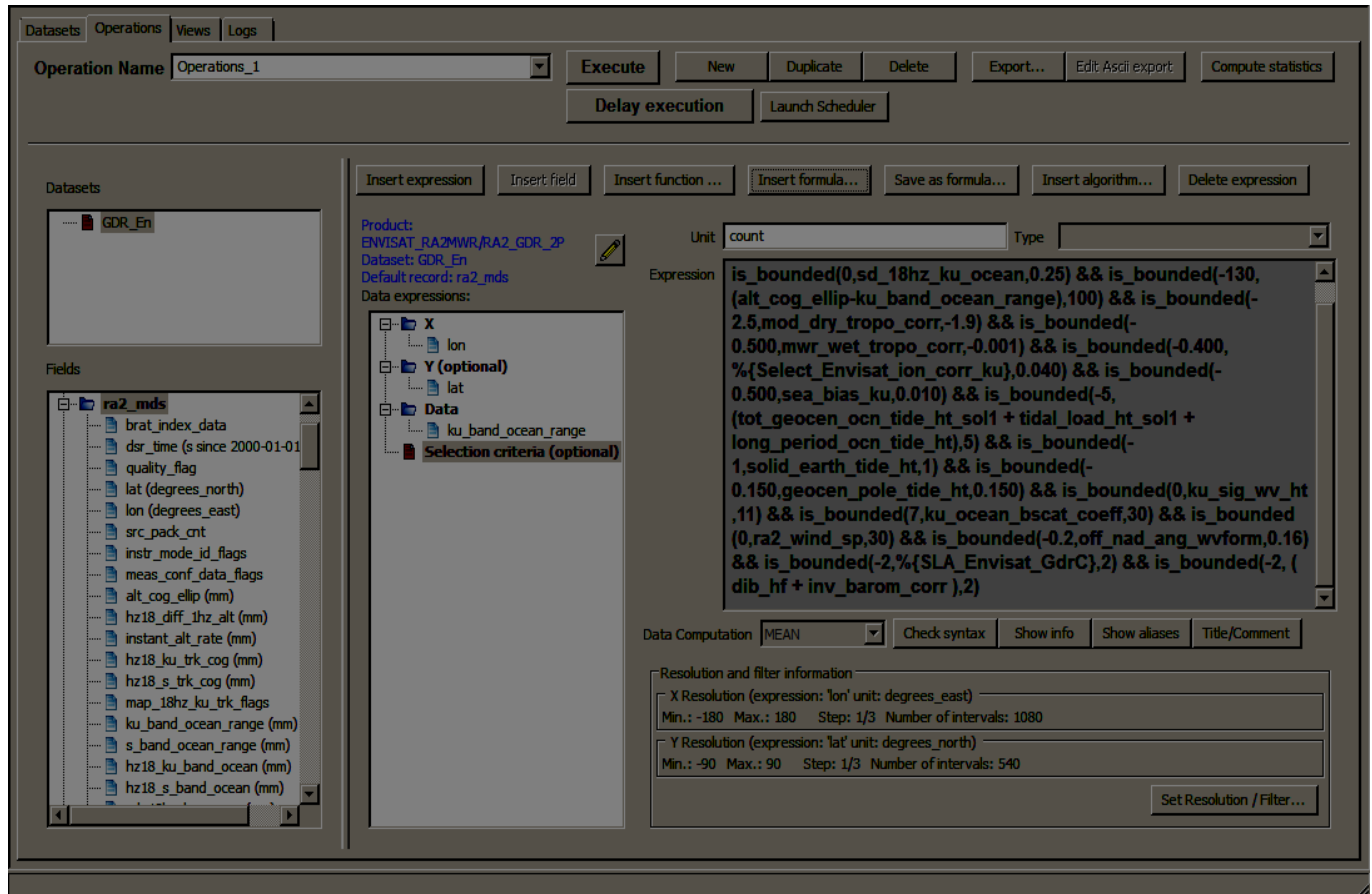 Datasets Operations Views Logs
Operation Name Operations_1 Execute New Duplicate Delete Export... Edit Ascii export Compute statistics
Delay execution Launch Scheduler
Datasets
GDR_En
Fields
ra2_mds
brat_index_data
dsr_time (s since 2000-01-01
quality_flag
lat (degrees_north)
lon (degrees_east)
src_pack_cnt
instr_mode_id_flags
meas_conf_data_flags
alt_cog_ellip (mm)
hz18_diff_1hz_alt (mm)
instant_alt_rate (mm)
hz18_ku_trk_cog (mm)
hz18_s_trk_cog (mm)
map_18hz_ku_trk_flags
ku_band_ocean_range (mm)
s_band_ocean_range (mm)
hz18_ku_band_ocean (mm)
hz18_s_band_ocean (mm)
Insert expression Insert field Insert function ... Insert formula... Save as formula... Insert algorithm... Delete expression
Product:
ENVISAT_RA2MWR/RA2_GDR_2P
Dataset: GDR_En
Default record: ra2_mds
Data expressions:
X
lon
Y (optional)
lat
Data
ku_band_ocean_range
Selection criteria (optional)
Unit count Type
Expression
is_bounded(0,sd_18hz_ku_ocean,0.25) && is_bounded(-130,
(alt_cog_ellip-ku_band_ocean_range),100) && is_bounded(-
2.5,mod_dry_tropo_corr,-1.9) && is_bounded(-
0.500,mwr_wet_tropo_corr,-0.001) && is_bounded(-0.400,
%{Select_Envisat_ion_corr_ku},0.040) && is_bounded(-
0.500,sea_bias_ku,0.010) && is_bounded(-5,
(tot_geocen_ocn_tide_ht_sol1 + tidal_load_ht_sol1 +
long_period_ocn_tide_ht),5) && is_bounded(-
1,solid_earth_tide_ht,1) && is_bounded(-
0.150,geocen_pole_tide_ht,0.150) && is_bounded(0,ku_sig_wv_ht
,11) && is_bounded(7,ku_ocean_bscat_coeff,30) && is_bounded
(0,ra2_wind_sp,30) && is_bounded(-0.2,off_nad_ang_wvform,0.16)
&& is_bounded(-2,%{SLA_Envisat_GdrC},2) && is_bounded(-2, (
dib_hf + inv_barom_corr ),2)
Data Computation MEAN Check syntax Show info Show aliases Title/Comment
Resolution and filter information
X Resolution (expression: 'lon' unit: degrees_east)
Min.: -180 Max.: 180 Step: 1/3 Number of intervals: 1080
Y Resolution (expression: 'lat' unit: degrees_north)
Min.: -90 Max.: 90 Step: 1/3 Number of intervals: 540
Set Resolution / Filter...